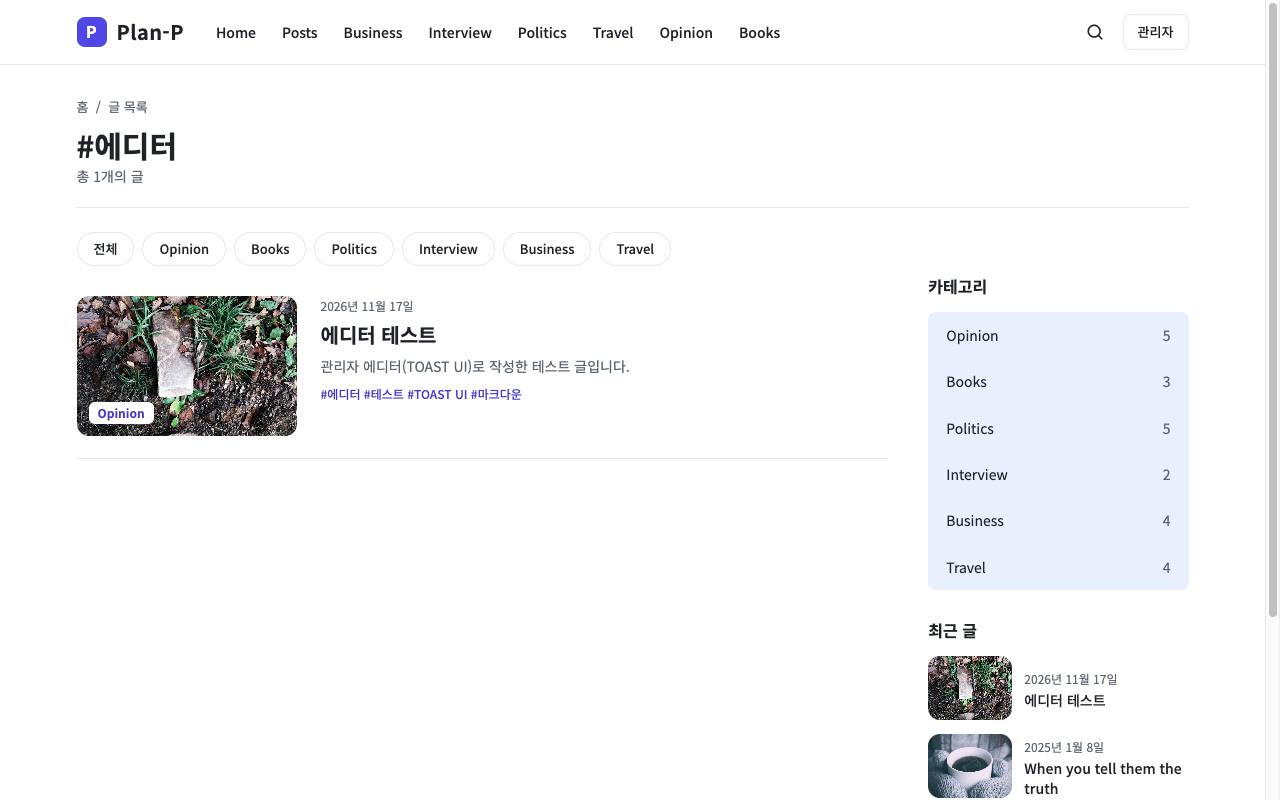 P Plan-P Home Posts Business Interview Politics Travel Opinion Books 관리자
홈 / 글 목록
#에디터
총 1개의 글
전체 Opinion Books Politics Interview Business Travel
2026년 11월 17일
에디터 테스트
관리자 에디터(TOAST UI)로 작성한 테스트 글입니다.
#에디터 #테스트 #TOAST UI #마크다운
Opinion
카테고리
Opinion 5
Books 3
Politics 5
Interview 2
Business 4
Travel 4
최근 글
2026년 11월 17일
에디터 테스트
2025년 1월 8일
When you tell them the
truth